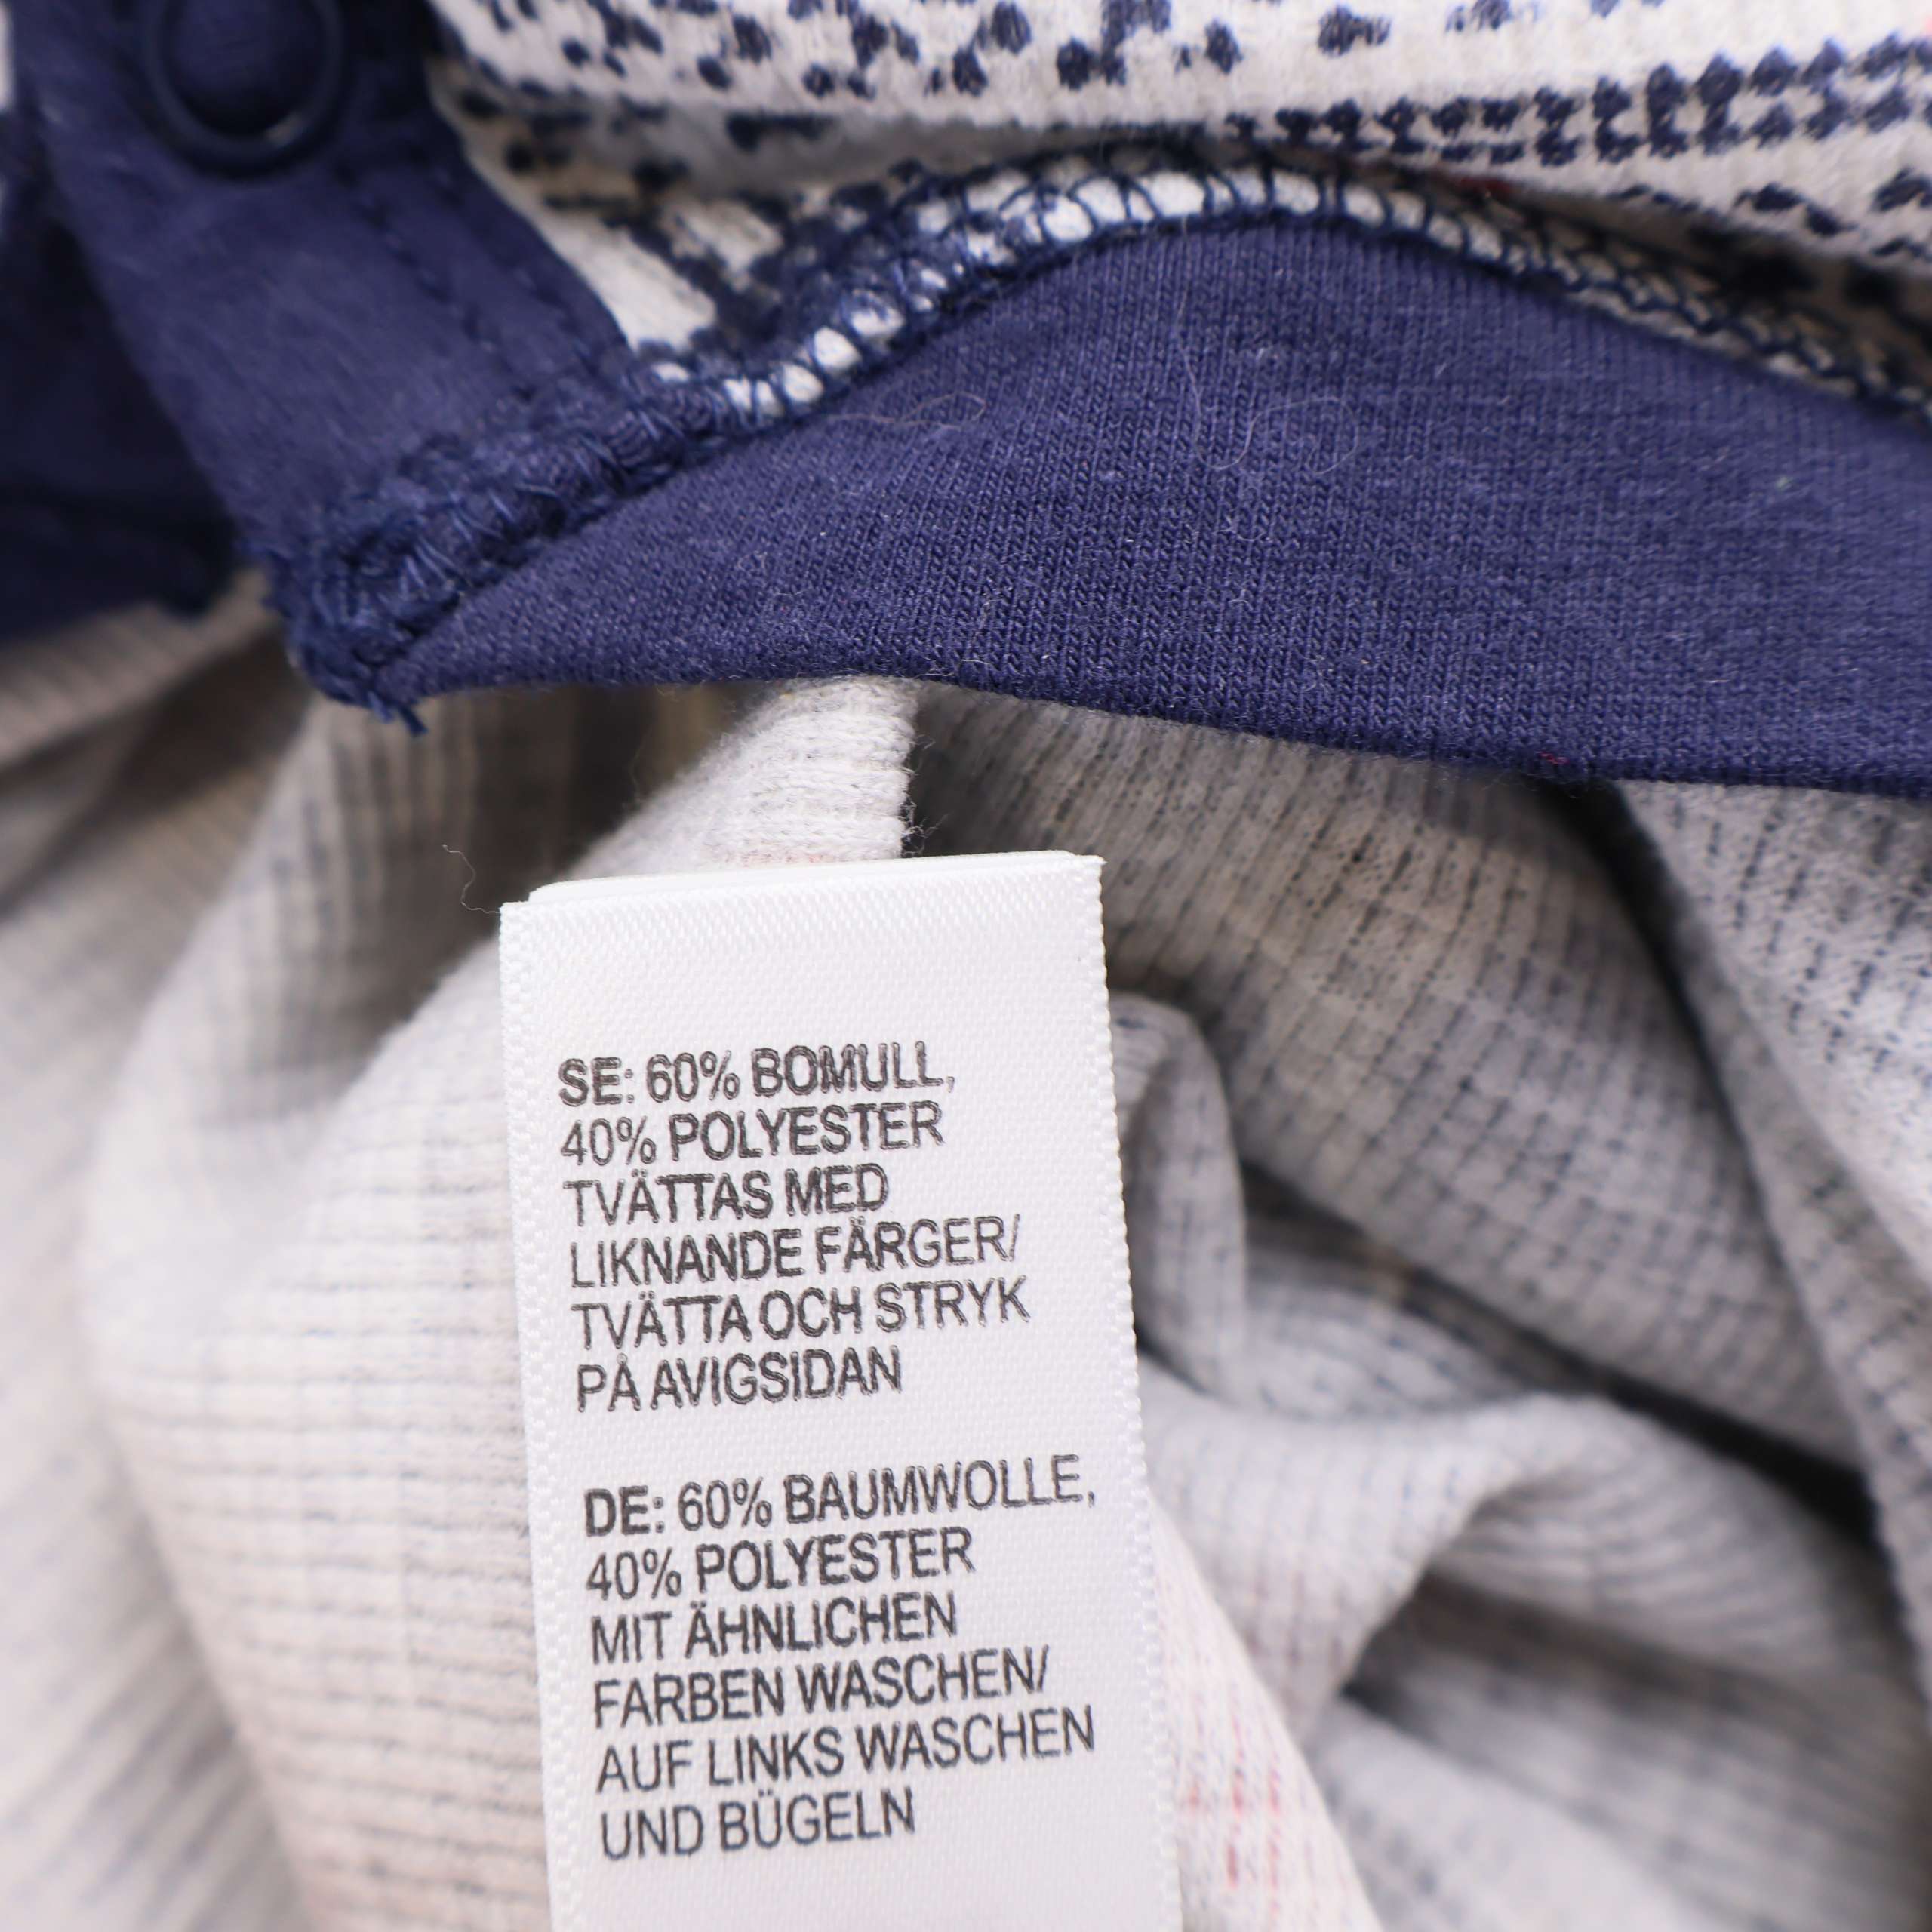 SE: 60% BOMULL,
40% POLYESTER
TVÄTTAS MED
LIKNANDE FÄRGER/
TVÄTTA OCH STRYK
PÅ AVIGSIDAN
DE: 60% BAUMWOLLE,
40% POLYESTER
MIT ÄHNLICHEN
FARBEN WASCHEN/
AUF LINKS WASCHEN
UND BÜGELN